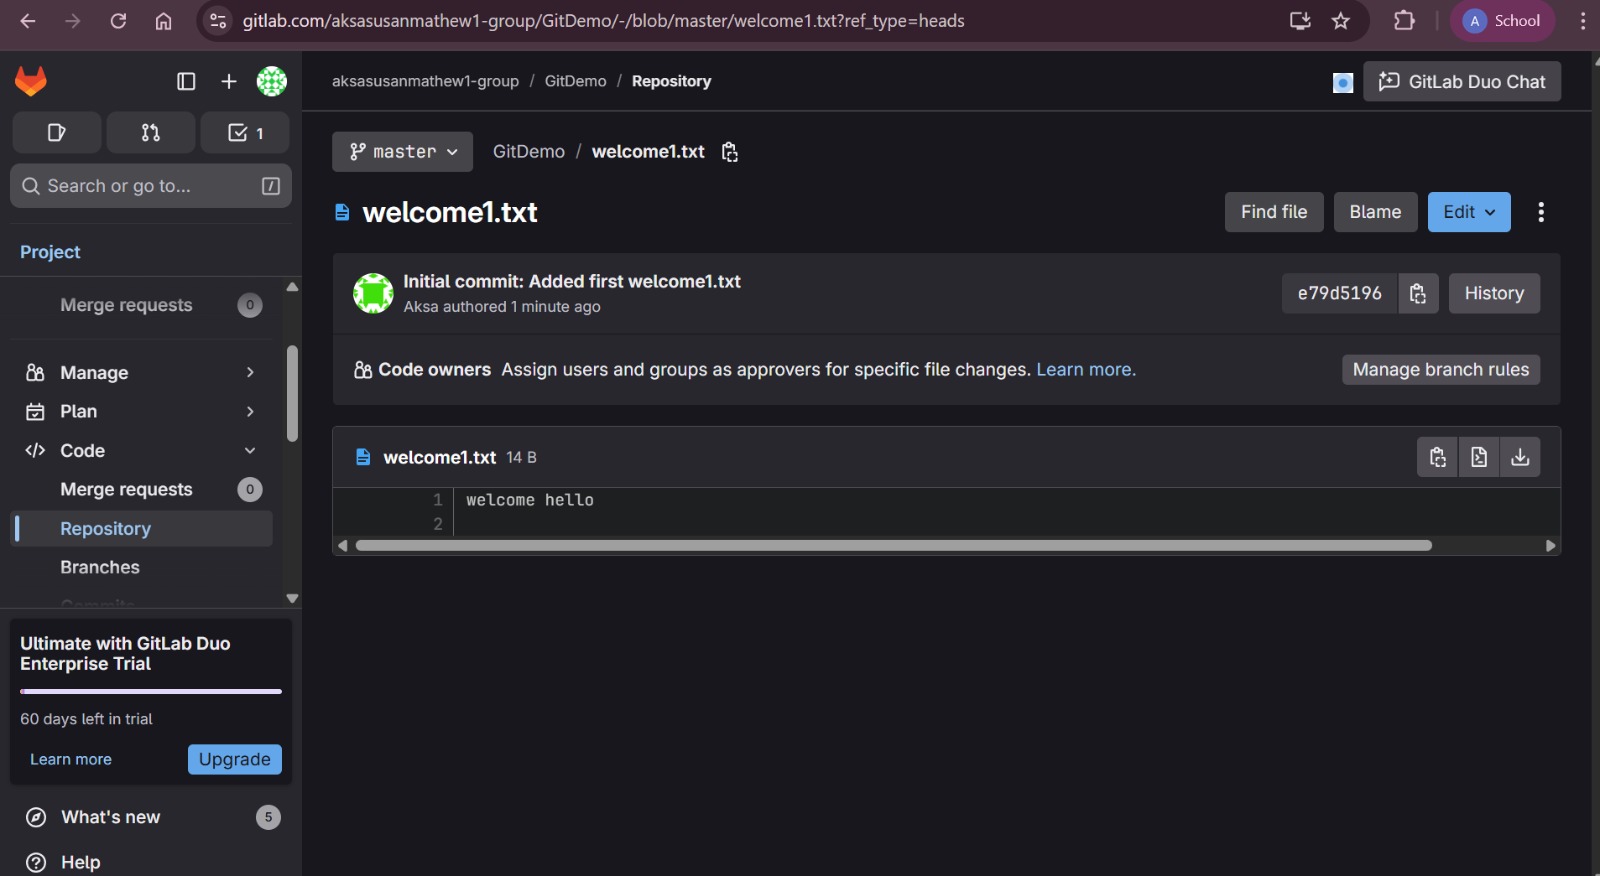 gitlab.com/aksasusanmathew1-group/GitDemo/-/blob/master/welcome1.txt?ref_type=heads
A School
aksasusanmathew1-group / GitDemo / Repository
GitLab Duo Chat
1
Search or go to... /
master
GitDemo / welcome1.txt
welcome1.txt
Find file
Blame
Edit
Project
Merge requests 0
Manage
Plan
Code
Merge requests 0
Repository
Branches
Commits
Initial commit: Added first welcome1.txt
Aksa authored 1 minute ago
e79d5196
History
Code owners Assign users and groups as approvers for specific file changes. Learn more.
Manage branch rules
welcome1.txt 14 B
1 welcome hello
2
Ultimate with GitLab Duo
Enterprise Trial
60 days left in trial
Learn more
Upgrade
What's new 5
Help